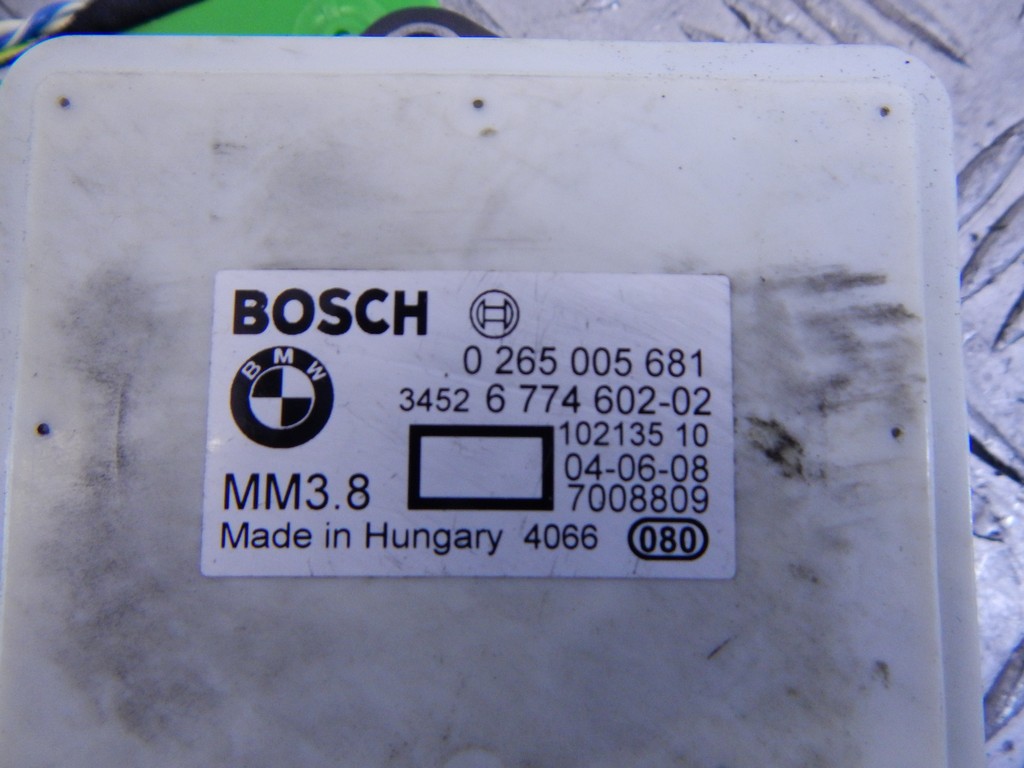 BOSCH
0 265 005 681
BMW
3452 6 774 602-02
102135 10
04-06-08
MM3.8
7008809
Made in Hungary 4066 080